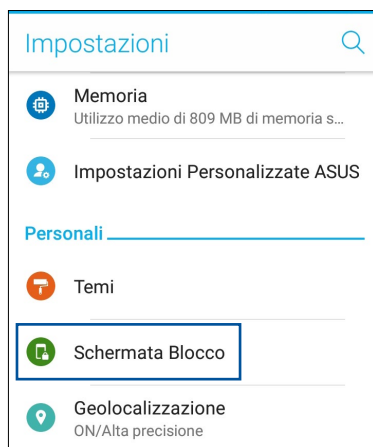 Impostazioni
Memoria
Utilizzo medio di 809 MB di memoria s...
Impostazioni Personalizzate ASUS
Personali
Temi
Schermata Blocco
Geolocalizzazione
ON/Alta precisione